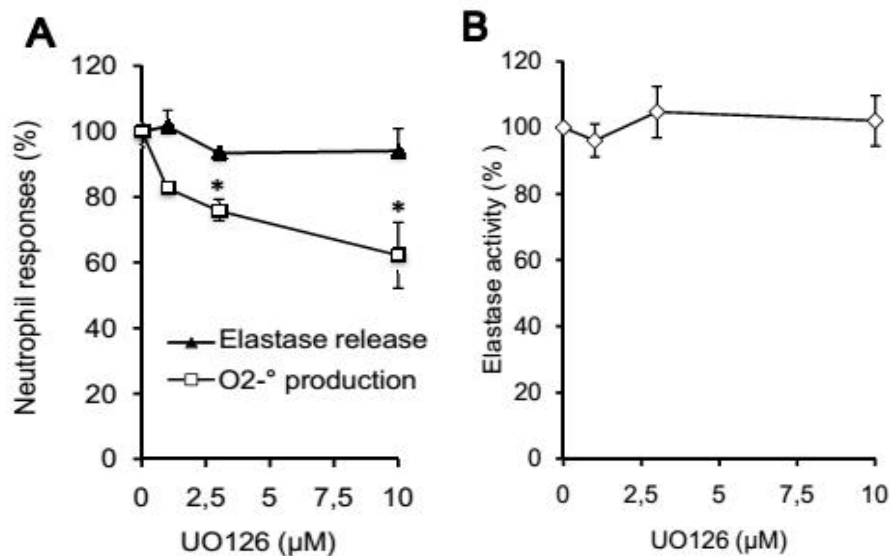 A
Neutrophil responses (%)
120
100
80
60
40
20
0
*
*
Elastase release
O2-° production
0 2,5 5 7,5 10
UO126 (µM)
B
Elastase activity (% )
120
100
80
60
40
20
0
0 2,5 5 7,5 10
UO126 (µM)